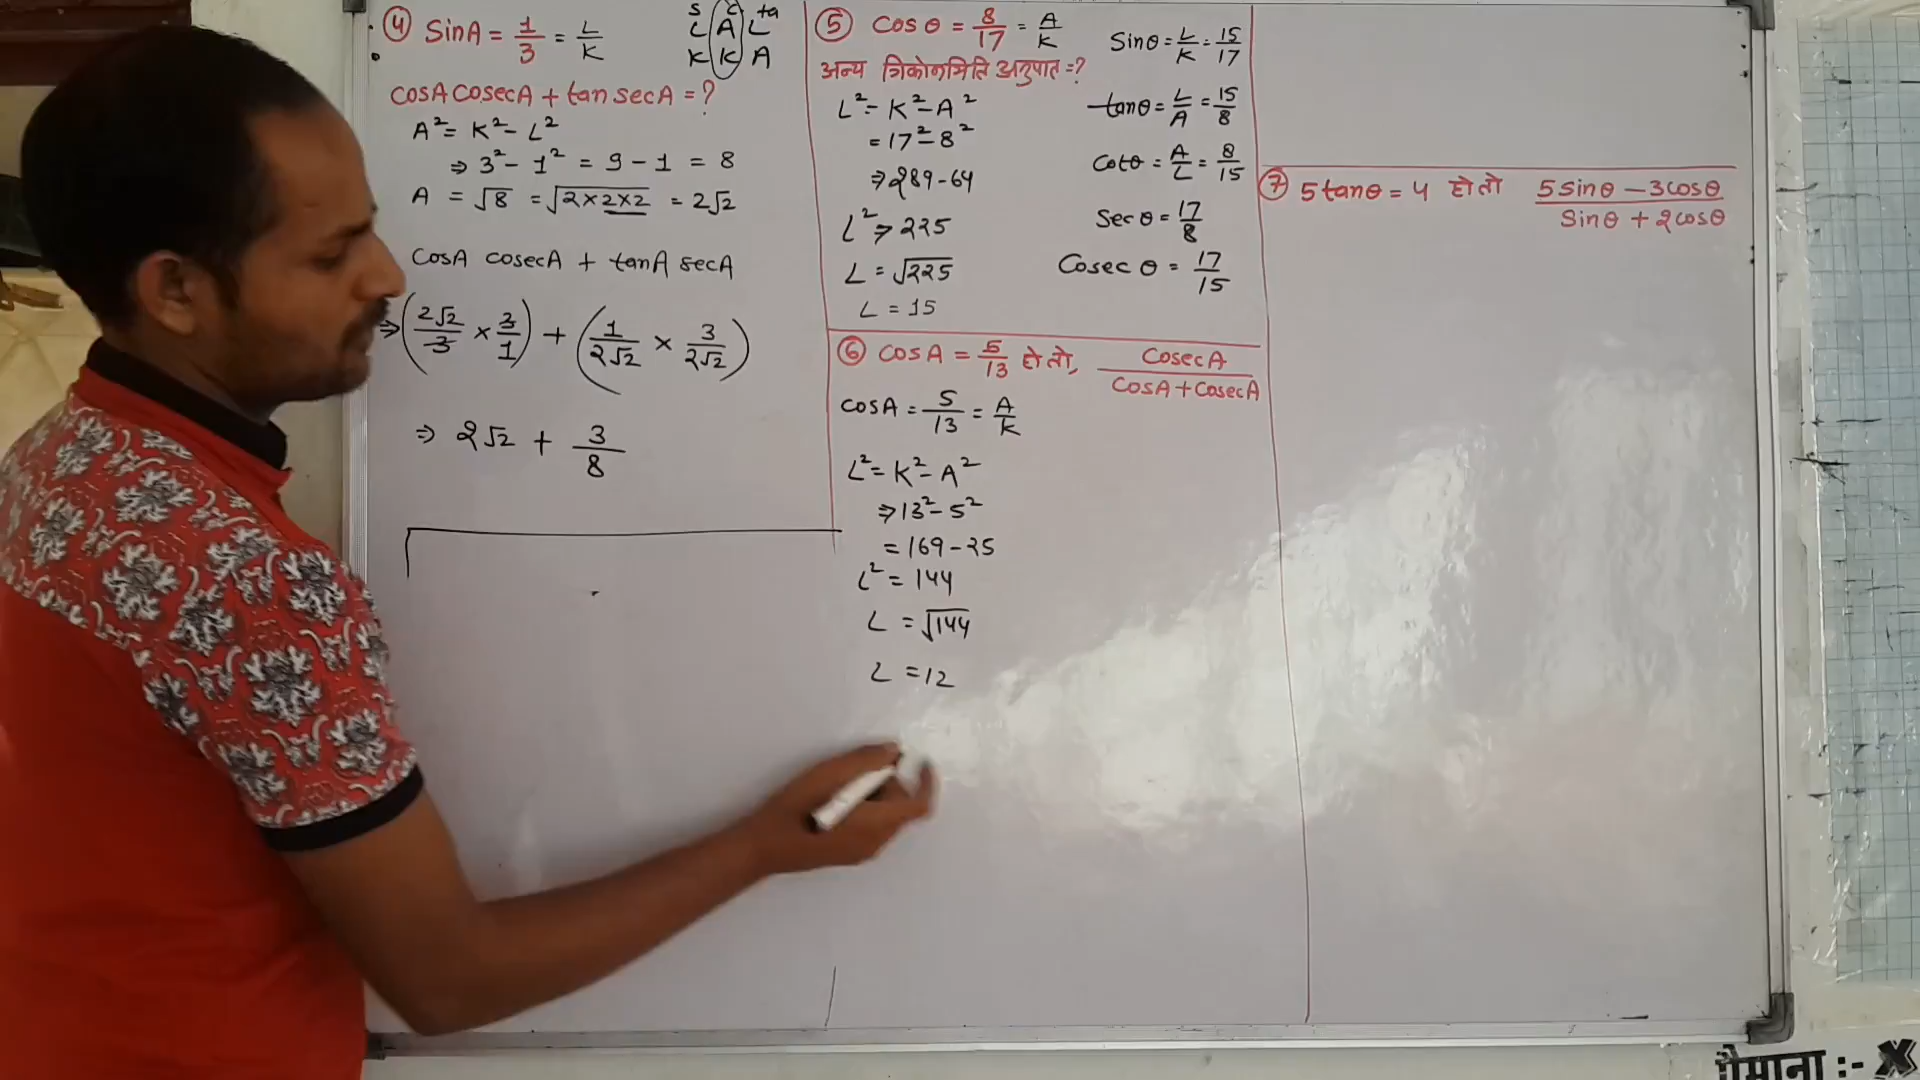 ④ SinA = 1/3 = L/K
S C ta
L A L
K K A
cosA cosecA + tan secA = ?
A² = K² - L²
⇒ 3² - 1² = 9 - 1 = 8
A = √8 = √2×2×2 = 2√2
cosA cosecA + tanA secA
⇒ (2√2/3 × 3/1) + (1/2√2 × 3/2√2)
⇒ 2√2 + 3/8
⑤ Cosθ = 8/17 = A/K
अन्य त्रिकोणमिति अनुपात = ?
L² = K² - A²
= 17² - 8²
⇒ 289 - 64
L² ⇒ 225
L = √225
L = 15
Sinθ = L/K = 15/17
tanθ = L/A = 15/8
Cotθ = A/L = 8/15
Sec θ = 17/8
Cosec θ = 17/15
⑥ cosA = 5/13 हो तो, CosecA/CosA + CosecA
cosA = 5/13 = A/K
L² = K² - A²
⇒ 13² - 5²
= 169 - 25
L² = 144
L = √144
L = 12
⑦ 5tanθ = 4 हो तो 5sinθ - 3cosθ/Sinθ + 2cosθ
पैमाना :- X